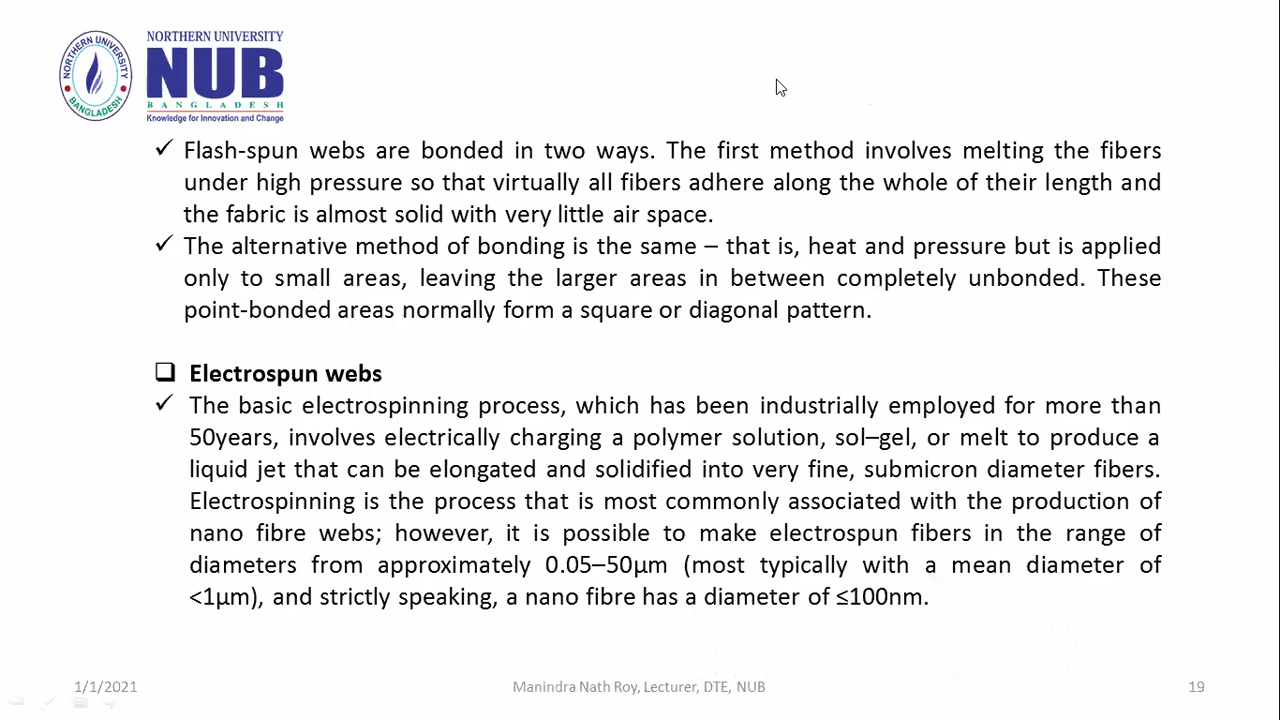 NORTHERN UNIVERSITY
BANGLADESH
NORTHERN UNIVERSITY
NUB
BANGLADESH
Knowledge for Innovation and Change
✓ Flash-spun webs are bonded in two ways. The first method involves melting the fibers
under high pressure so that virtually all fibers adhere along the whole of their length and
the fabric is almost solid with very little air space.
✓ The alternative method of bonding is the same – that is, heat and pressure but is applied
only to small areas, leaving the larger areas in between completely unbonded. These
point-bonded areas normally form a square or diagonal pattern.
❑ Electrospun webs
✓ The basic electrospinning process, which has been industrially employed for more than
50years, involves electrically charging a polymer solution, sol–gel, or melt to produce a
liquid jet that can be elongated and solidified into very fine, submicron diameter fibers.
Electrospinning is the process that is most commonly associated with the production of
nano fibre webs; however, it is possible to make electrospun fibers in the range of
diameters from approximately 0.05–50μm (most typically with a mean diameter of
<1μm), and strictly speaking, a nano fibre has a diameter of ≤100nm.
1/1/2021
Manindra Nath Roy, Lecturer, DTE, NUB
19